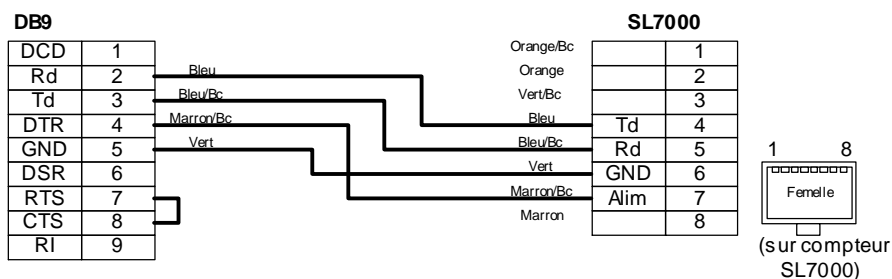 DB9 SL7000
DCD 1 Orange/Bc 1
Rd 2 Bleu Orange 2
Td 3 Bleu/Bc Vert/Bc 3
DTR 4 Marron/Bc Bleu Td 4
GND 5 Vert Bleu/Bc Rd 5
DSR 6 Vert GND 6
RTS 7 Marron/Bc Alim 7
CTS 8 Marron 8
RI 9
1 8
Femelle
(sur compteur
SL7000)